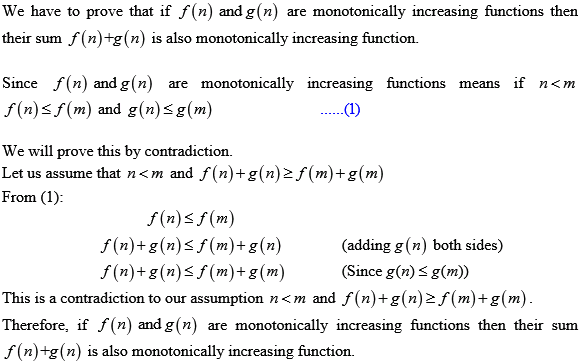 We have to prove that if f(n) and g(n) are monotonically increasing functions then
their sum f(n)+g(n) is also monotonically increasing function.
Since f(n) and g(n) are monotonically increasing functions means if n<m
f(n)≤f(m) and g(n)≤g(m) ......(1)
We will prove this by contradiction.
Let us assume that n<m and f(n)+g(n)≥f(m)+g(m)
From (1):
f(n)≤f(m)
f(n)+g(n)≤f(m)+g(n) (adding g(n) both sides)
f(n)+g(n)≤f(m)+g(m) (Since g(n)≤g(m))
This is a contradiction to our assumption n<m and f(n)+g(n)≥f(m)+g(m).
Therefore, if f(n) and g(n) are monotonically increasing functions then their sum
f(n)+g(n) is also monotonically increasing function.